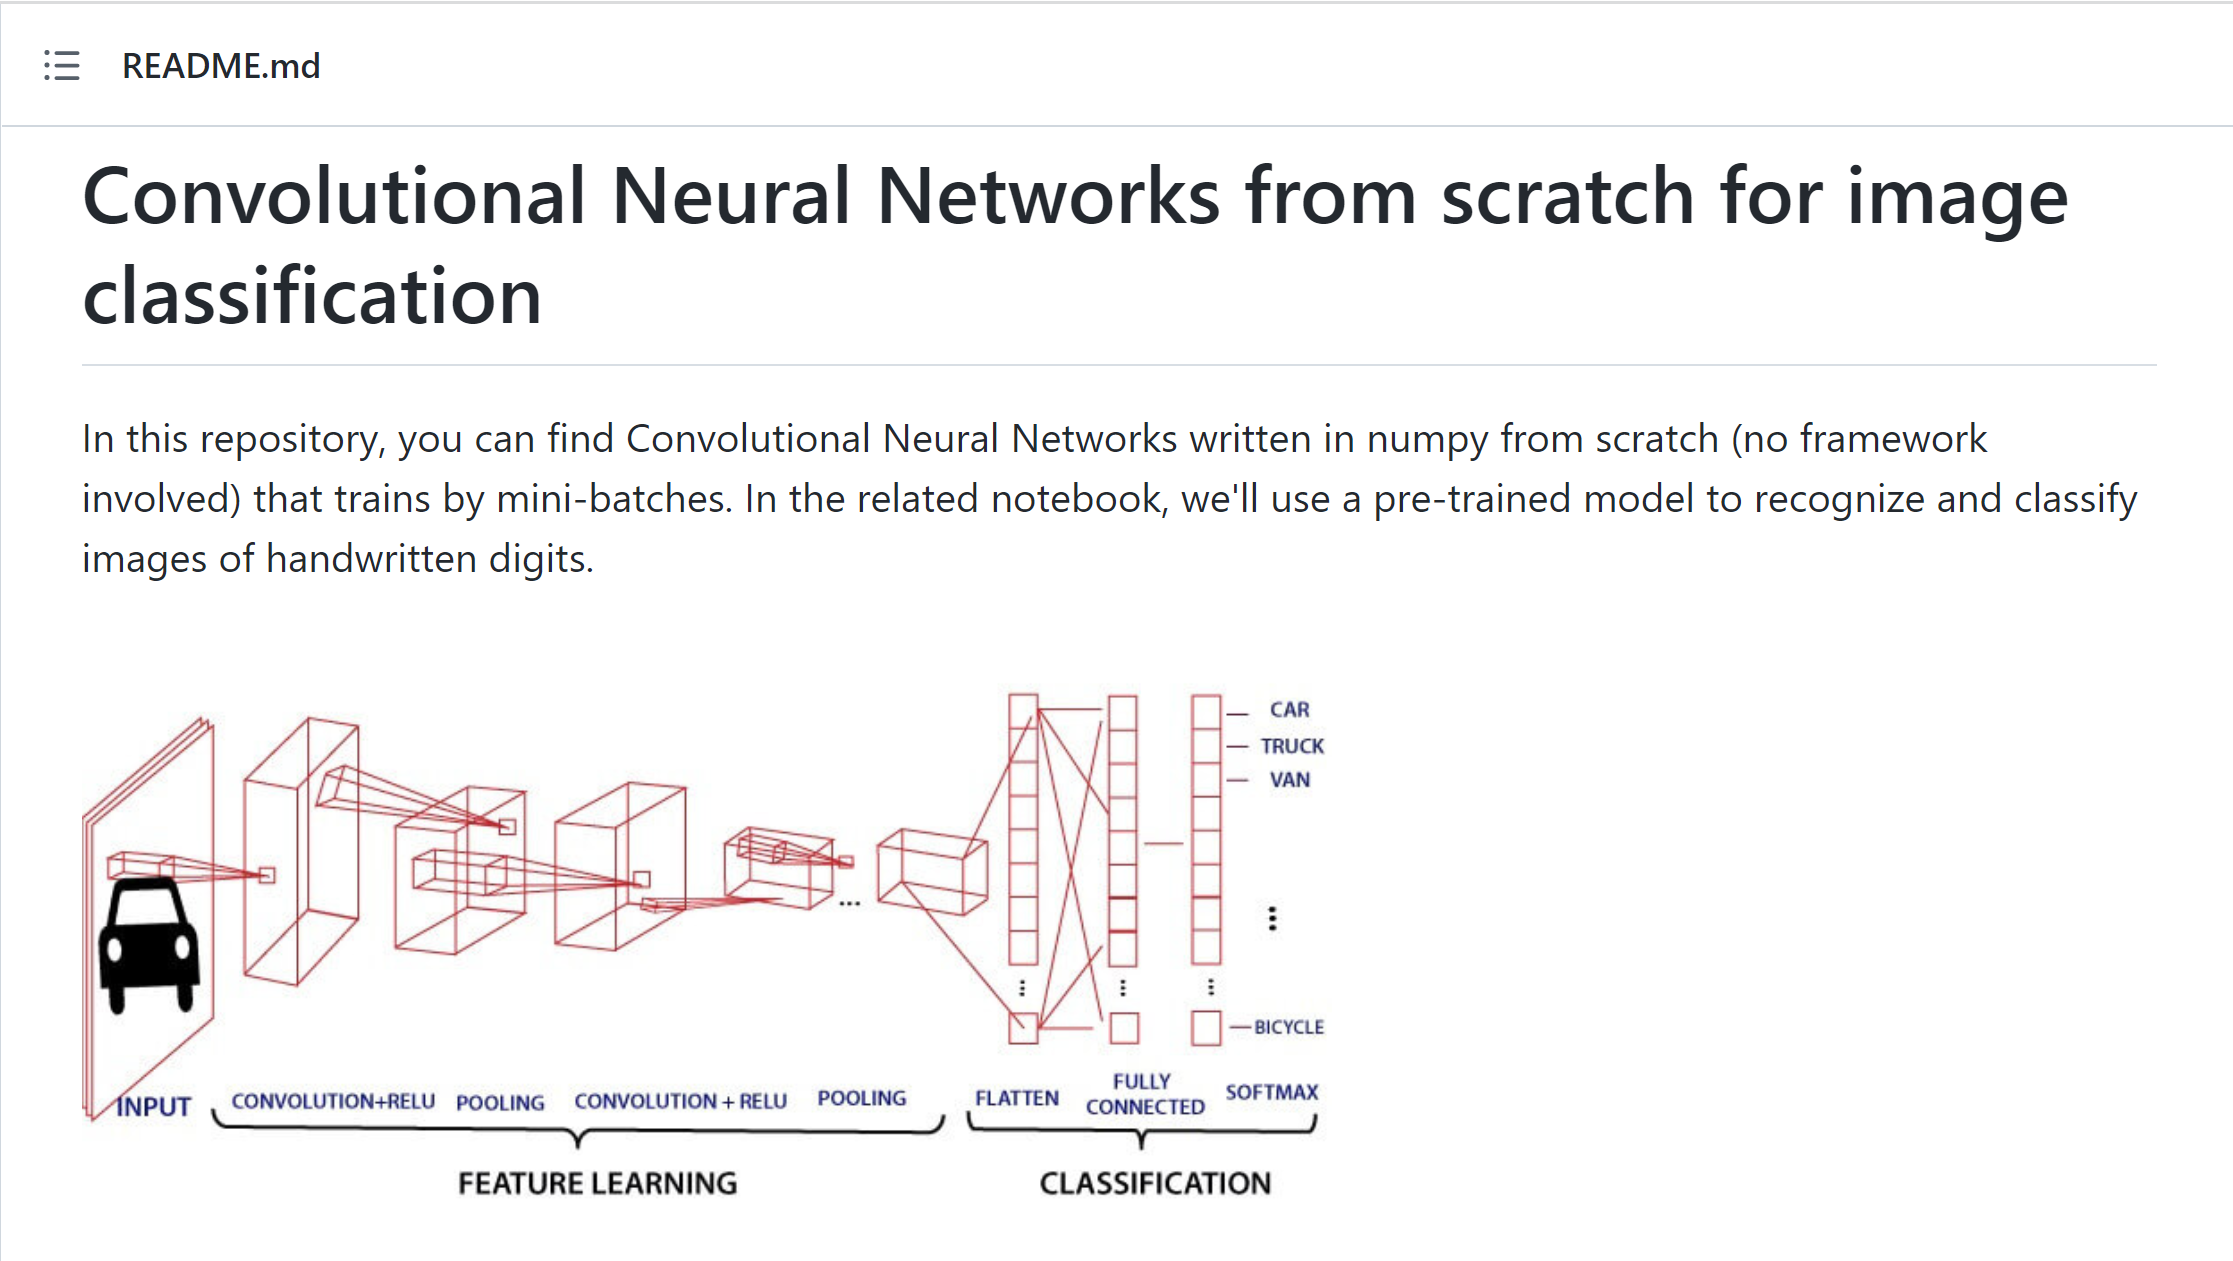 README.md
Convolutional Neural Networks from scratch for image
classification
In this repository, you can find Convolutional Neural Networks written in numpy from scratch (no framework
involved) that trains by mini-batches. In the related notebook, we'll use a pre-trained model to recognize and classify
images of handwritten digits.
CAR
TRUCK
VAN
BICYCLE
INPUT
CONVOLUTION+RELU
POOLING
CONVOLUTION + RELU
POOLING
FLATTEN
FULLY
CONNECTED
SOFTMAX
FEATURE LEARNING
CLASSIFICATION